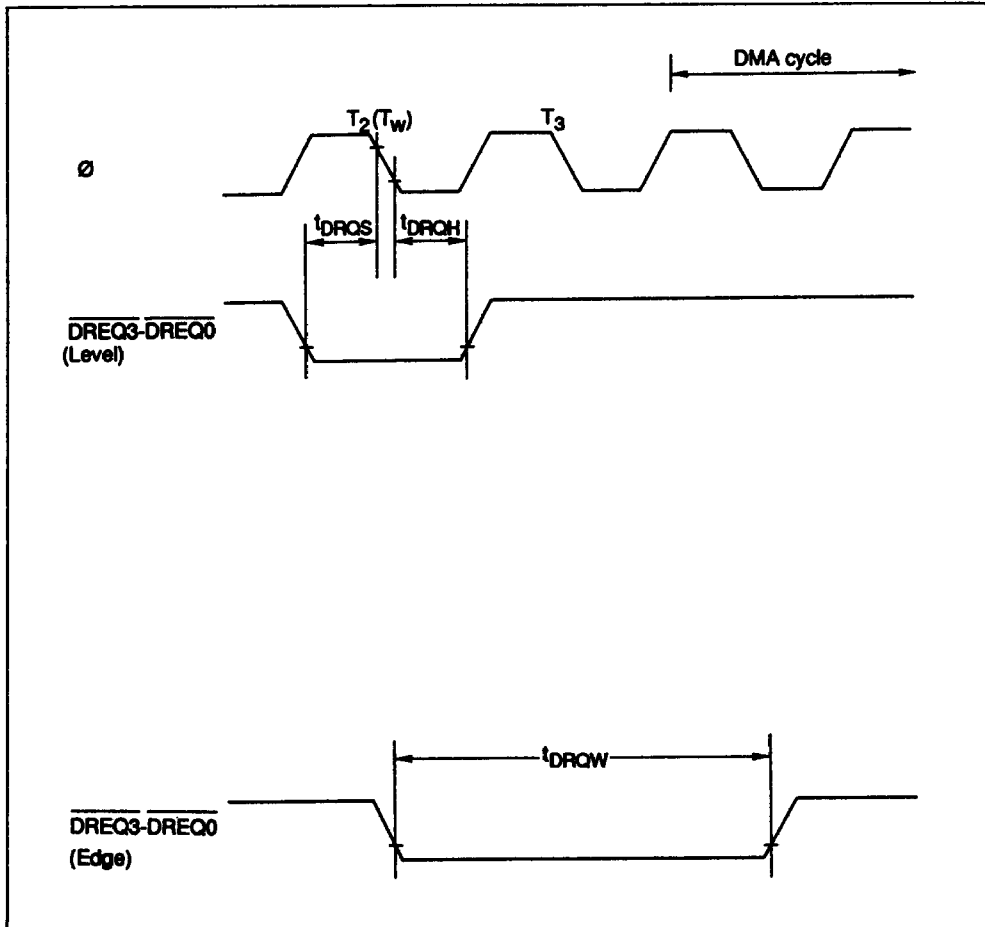 DMA cycle
T2(Tw) T3
Ø
tDRQS tDRQH
DREQ3-DREQ0
(Level)
tDRQW
DREQ3-DREQ0
(Edge)